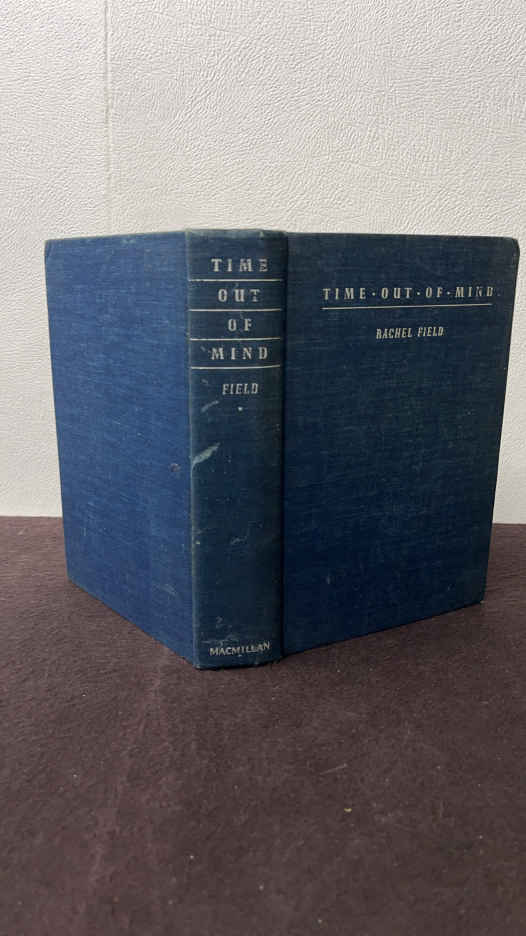 TIME
OUT
OF
MIND
FIELD
MACMILLAN
TIME·OUT·OF·MIND
RACHEL FIELD